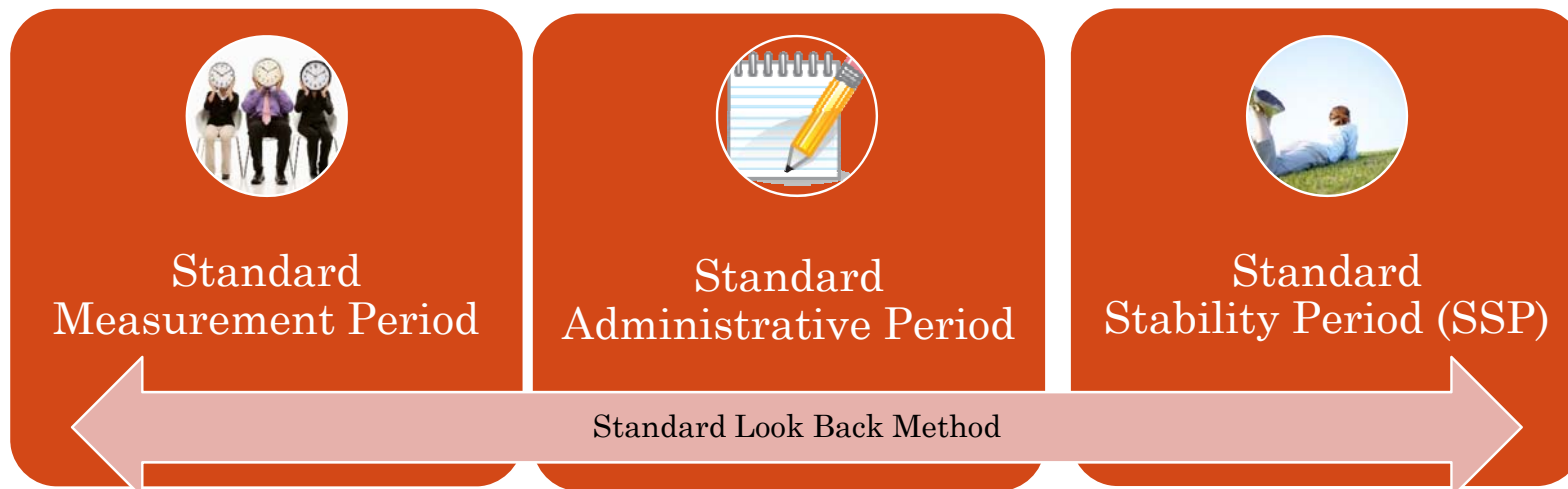 Standard
Measurement Period
Standard
Administrative Period
Standard
Stability Period (SSP)
Standard Look Back Method